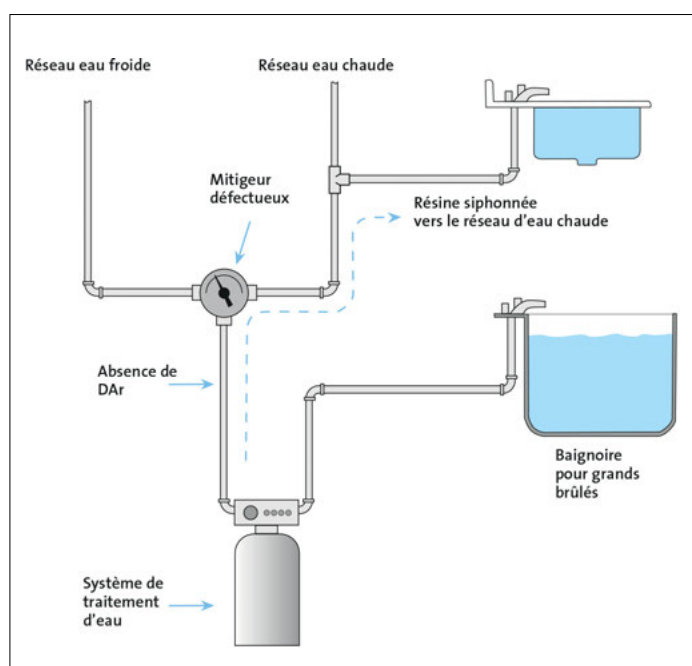 Réseau eau froide
Réseau eau chaude
Mitigeur
défectueux
Résine siphonnée
vers le réseau d'eau chaude
Absence de
DAr
Baignoire
pour grands
brûlés
Système de
traitement
d'eau